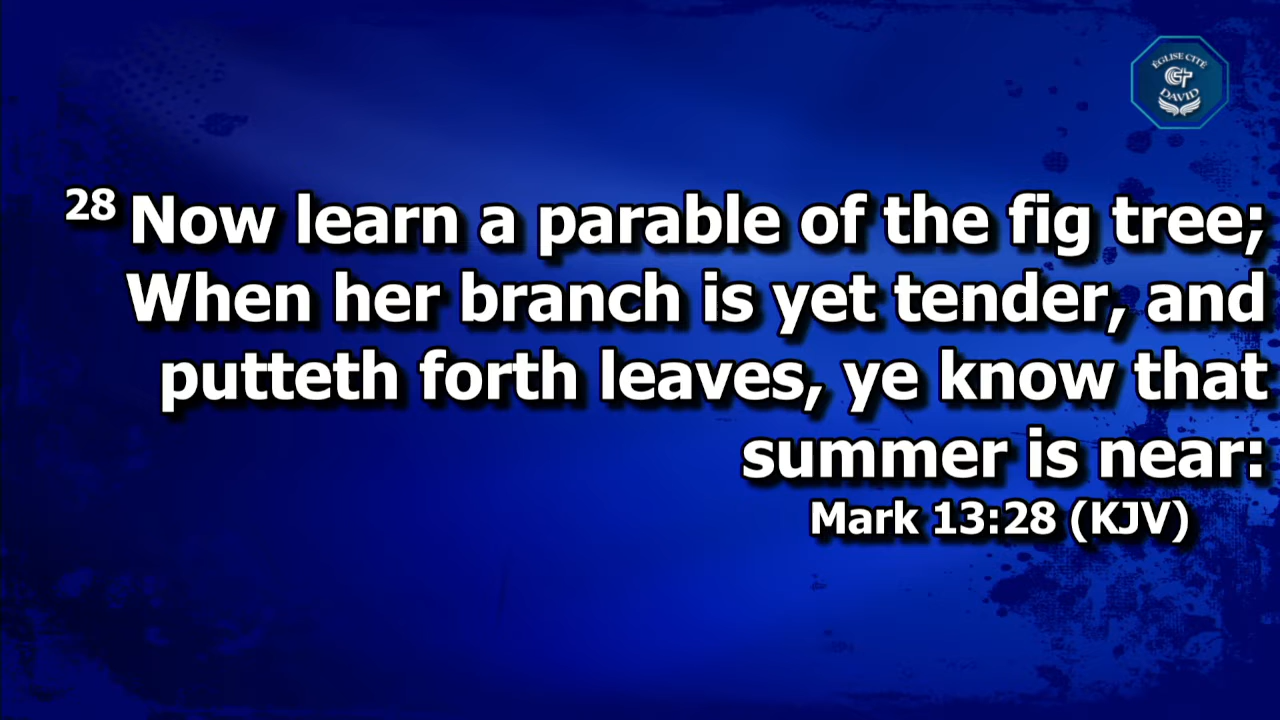 ÉGLISE CITÉ
DAVID
28 Now learn a parable of the fig tree;
When her branch is yet tender, and
putteth forth leaves, ye know that
summer is near:
Mark 13:28 (KJV)